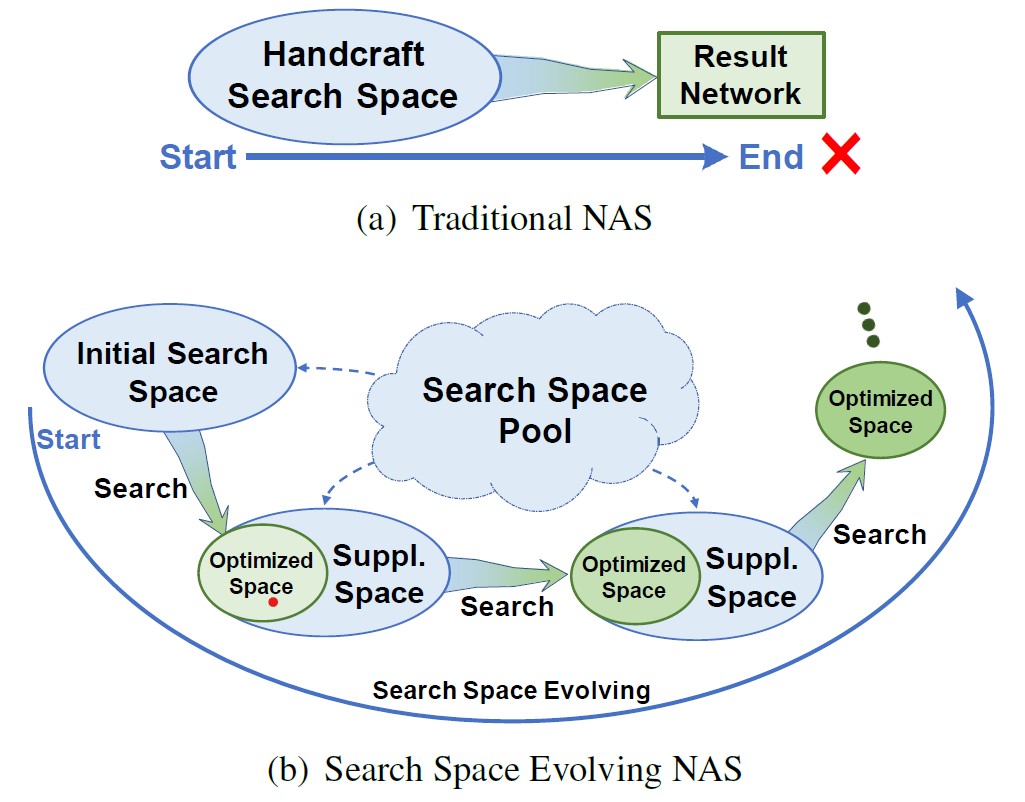 Handcraft
Search Space
Result
Network
Start
End
(a) Traditional NAS
Initial Search
Space
Search Space
Pool
Optimized
Space
Start
Search
Search
Optimized
Space
Suppl.
Space
Search
Optimized
Space
Suppl.
Space
Search Space Evolving
(b) Search Space Evolving NAS